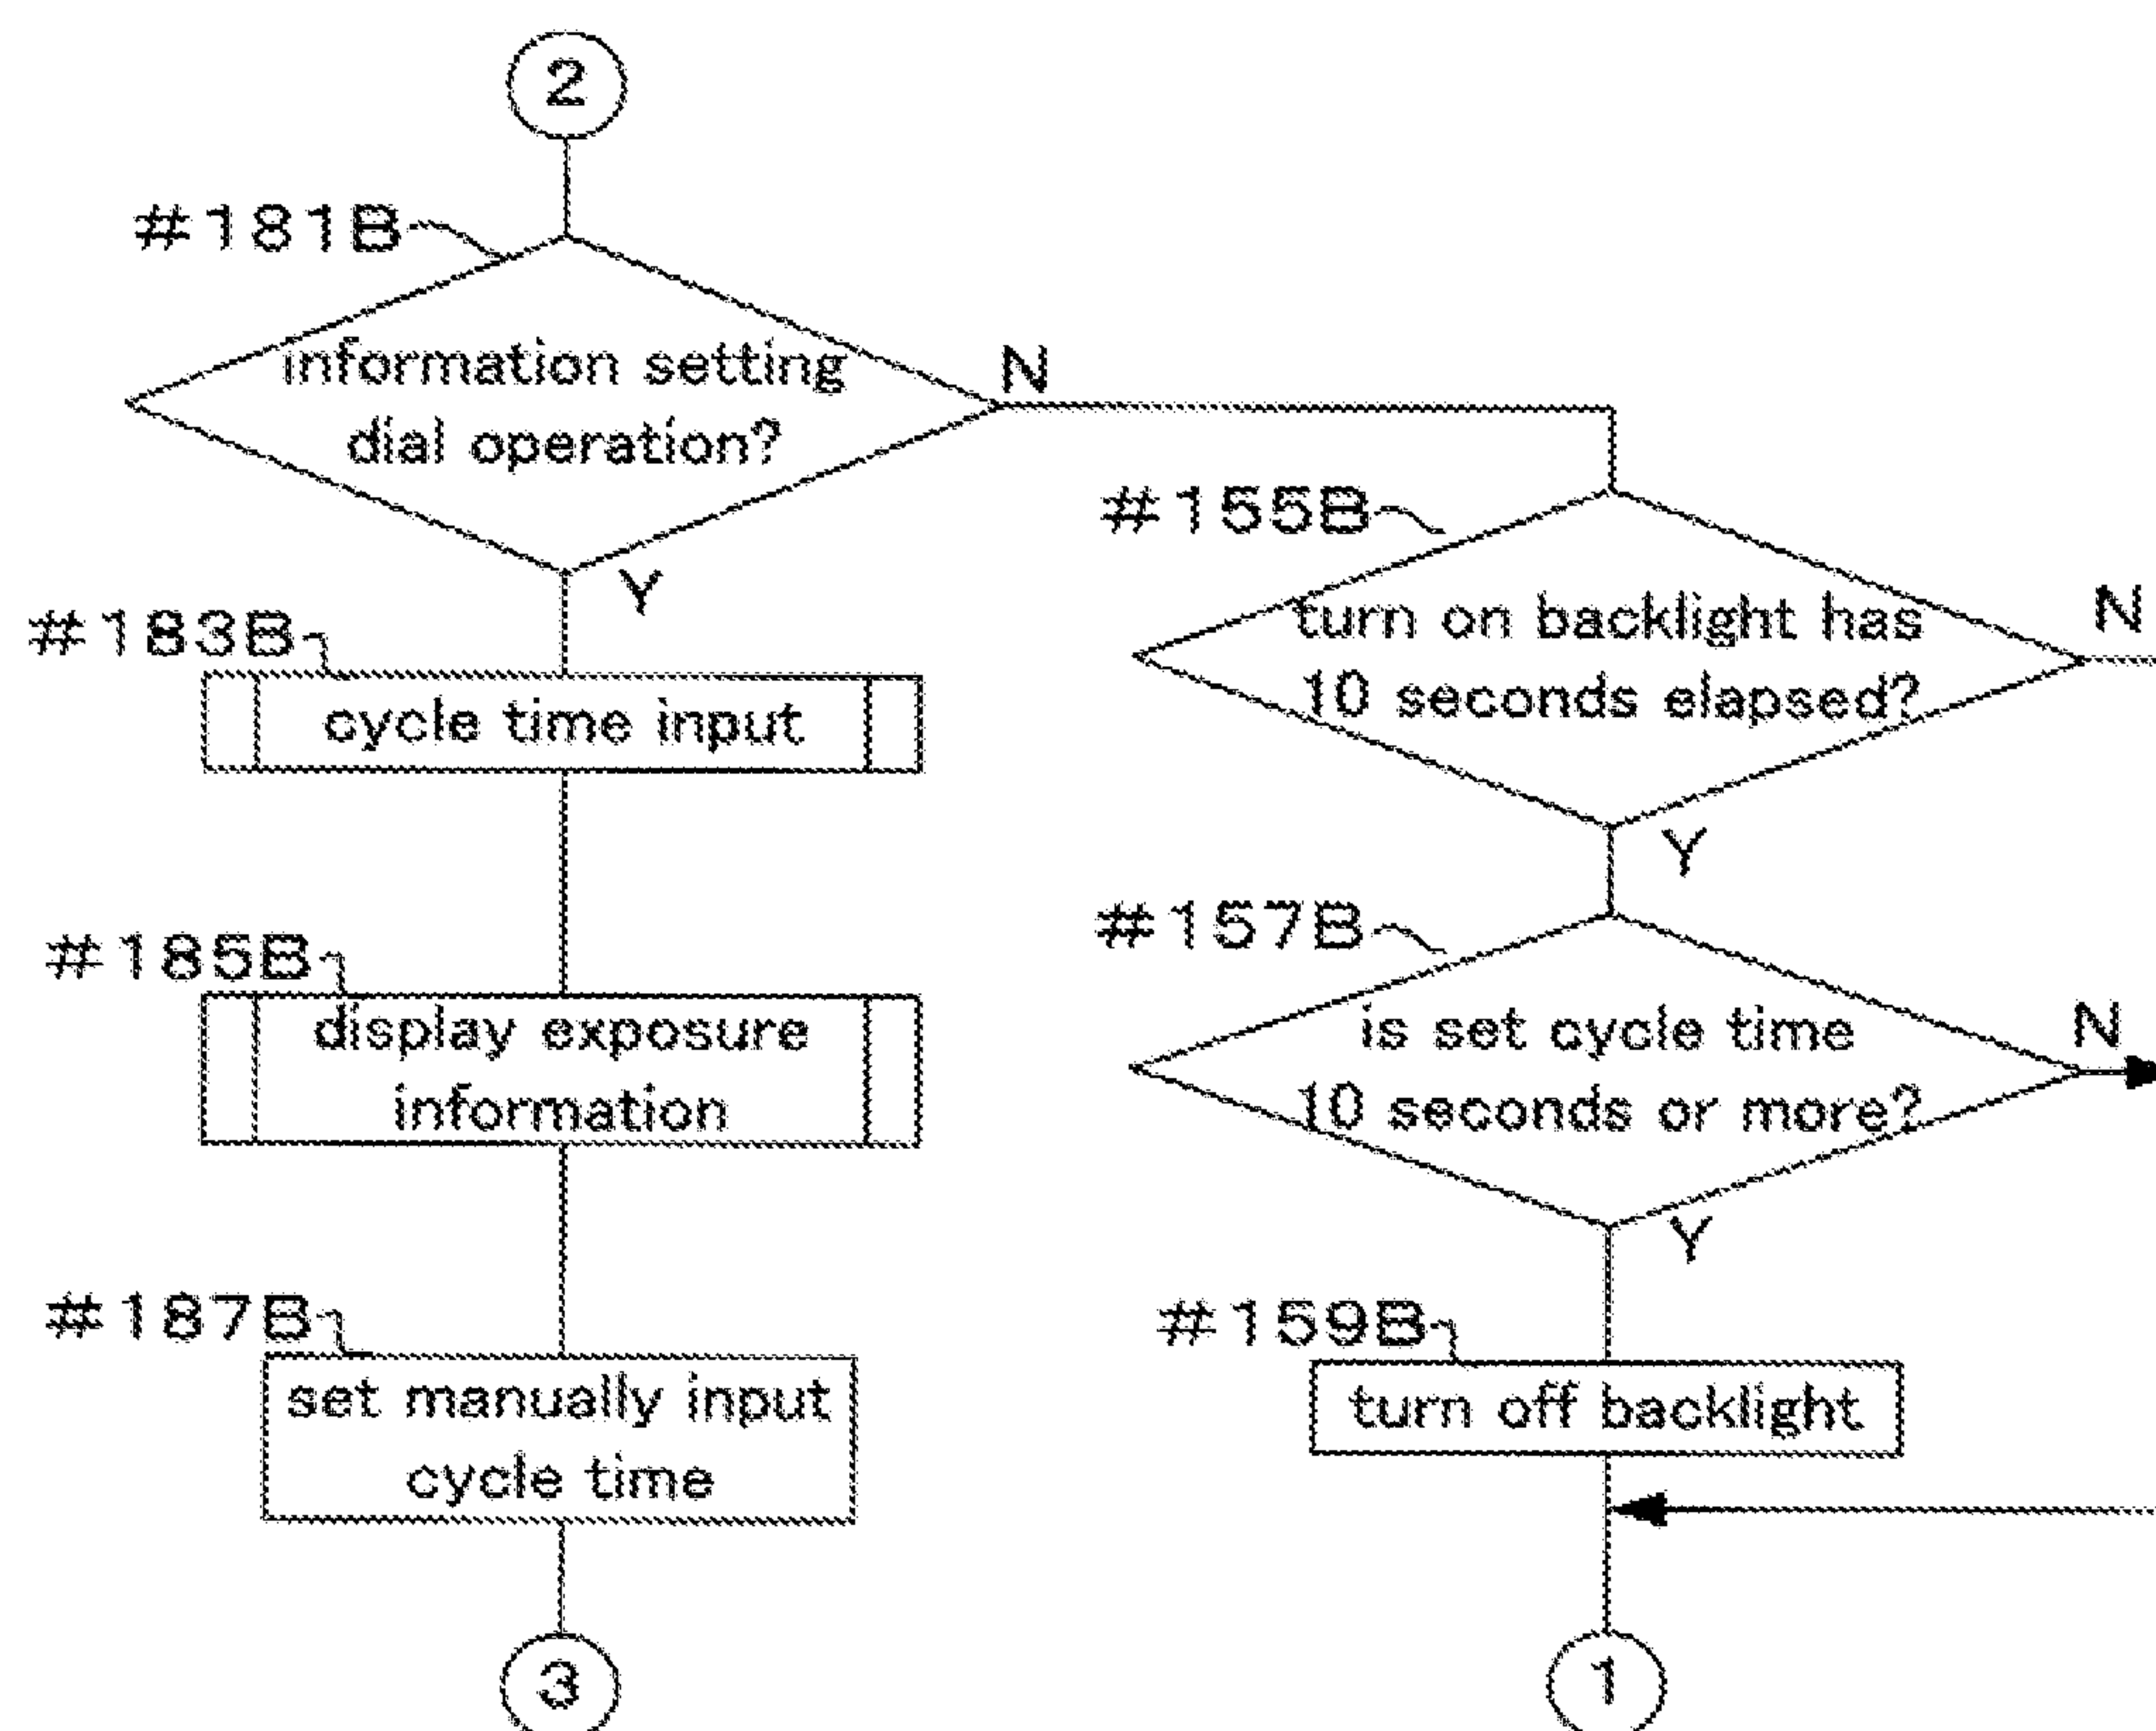 2
#181B
information setting
dial operation?
N
Y
#183B
cycle time input
#185B
display exposure
information
#187B
set manually input
cycle time
3
#155B
turn on backlight has
10 seconds elapsed?
N
Y
#157B
is set cycle time
10 seconds or more?
N
Y
#159B
turn off backlight
1